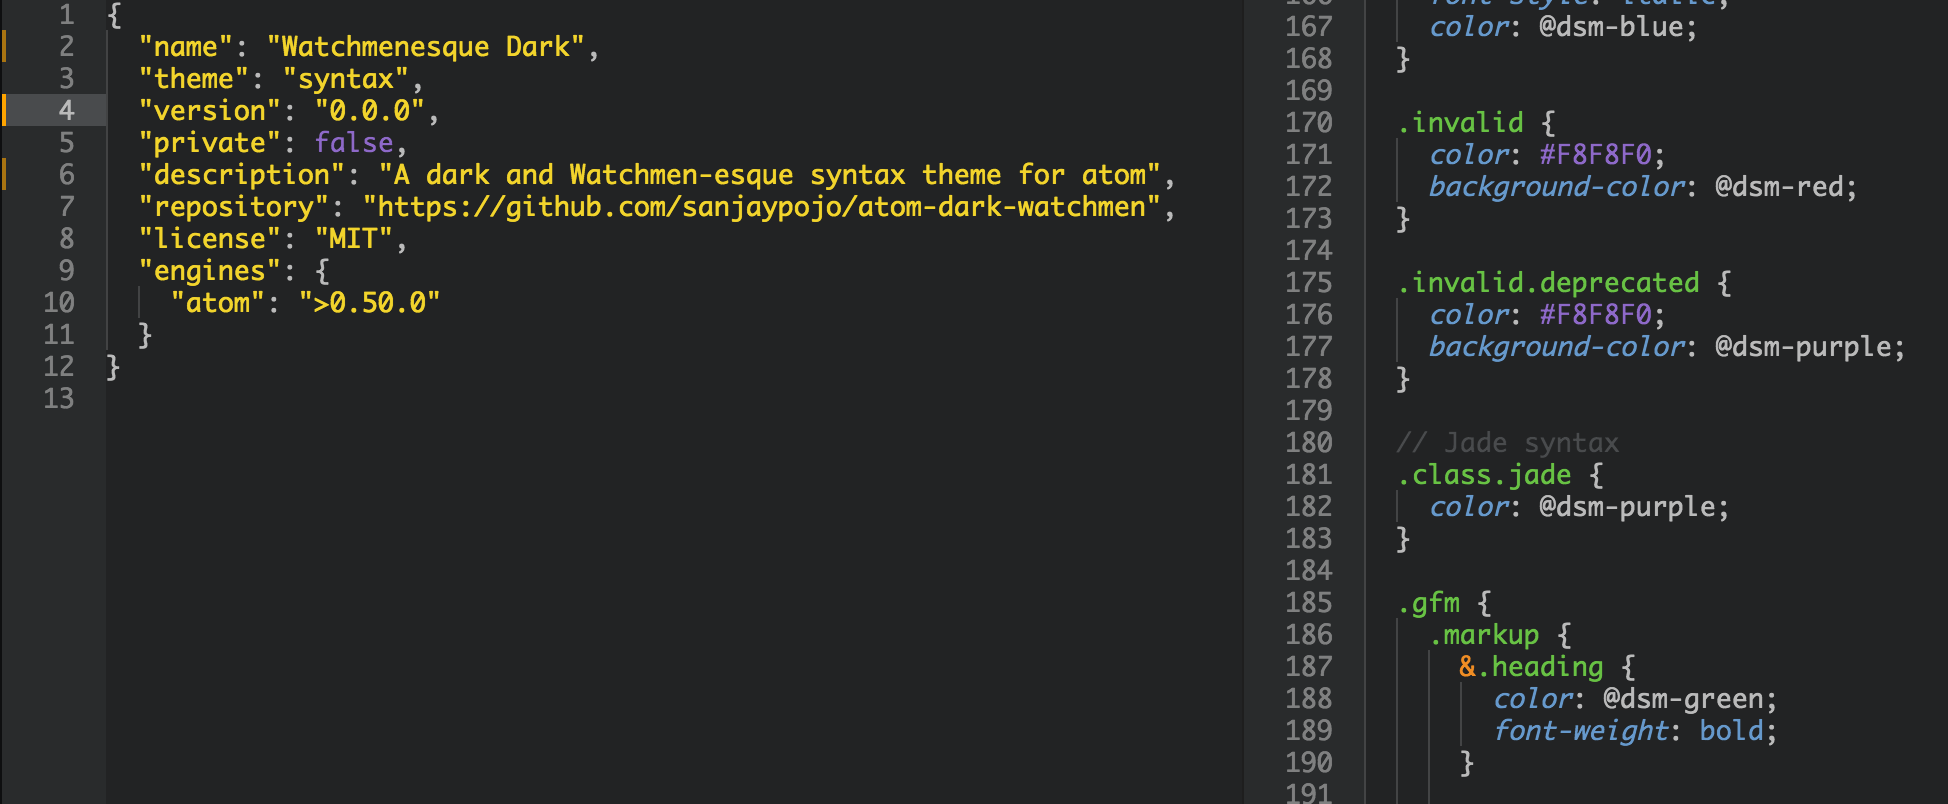 1 {
2 "name": "Watchmenesque Dark",
3 "theme": "syntax",
4 "version": "0.0.0",
5 "private": false,
6 "description": "A dark and Watchmen-esque syntax theme for atom",
7 "repository": "https://github.com/sanjaypojo/atom-dark-watchmen",
8 "license": "MIT",
9 "engines": {
10 "atom": ">0.50.0"
11 }
12 }
13
166 font-style: italic;
167 color: @dsm-blue;
168 }
169
170 .invalid {
171 color: #F8F8F0;
172 background-color: @dsm-red;
173 }
174
175 .invalid.deprecated {
176 color: #F8F8F0;
177 background-color: @dsm-purple;
178 }
179
180 // Jade syntax
181 .class.jade {
182 color: @dsm-purple;
183 }
184
185 .gfm {
186 .markup {
187 &.heading {
188 color: @dsm-green;
189 font-weight: bold;
190 }
191